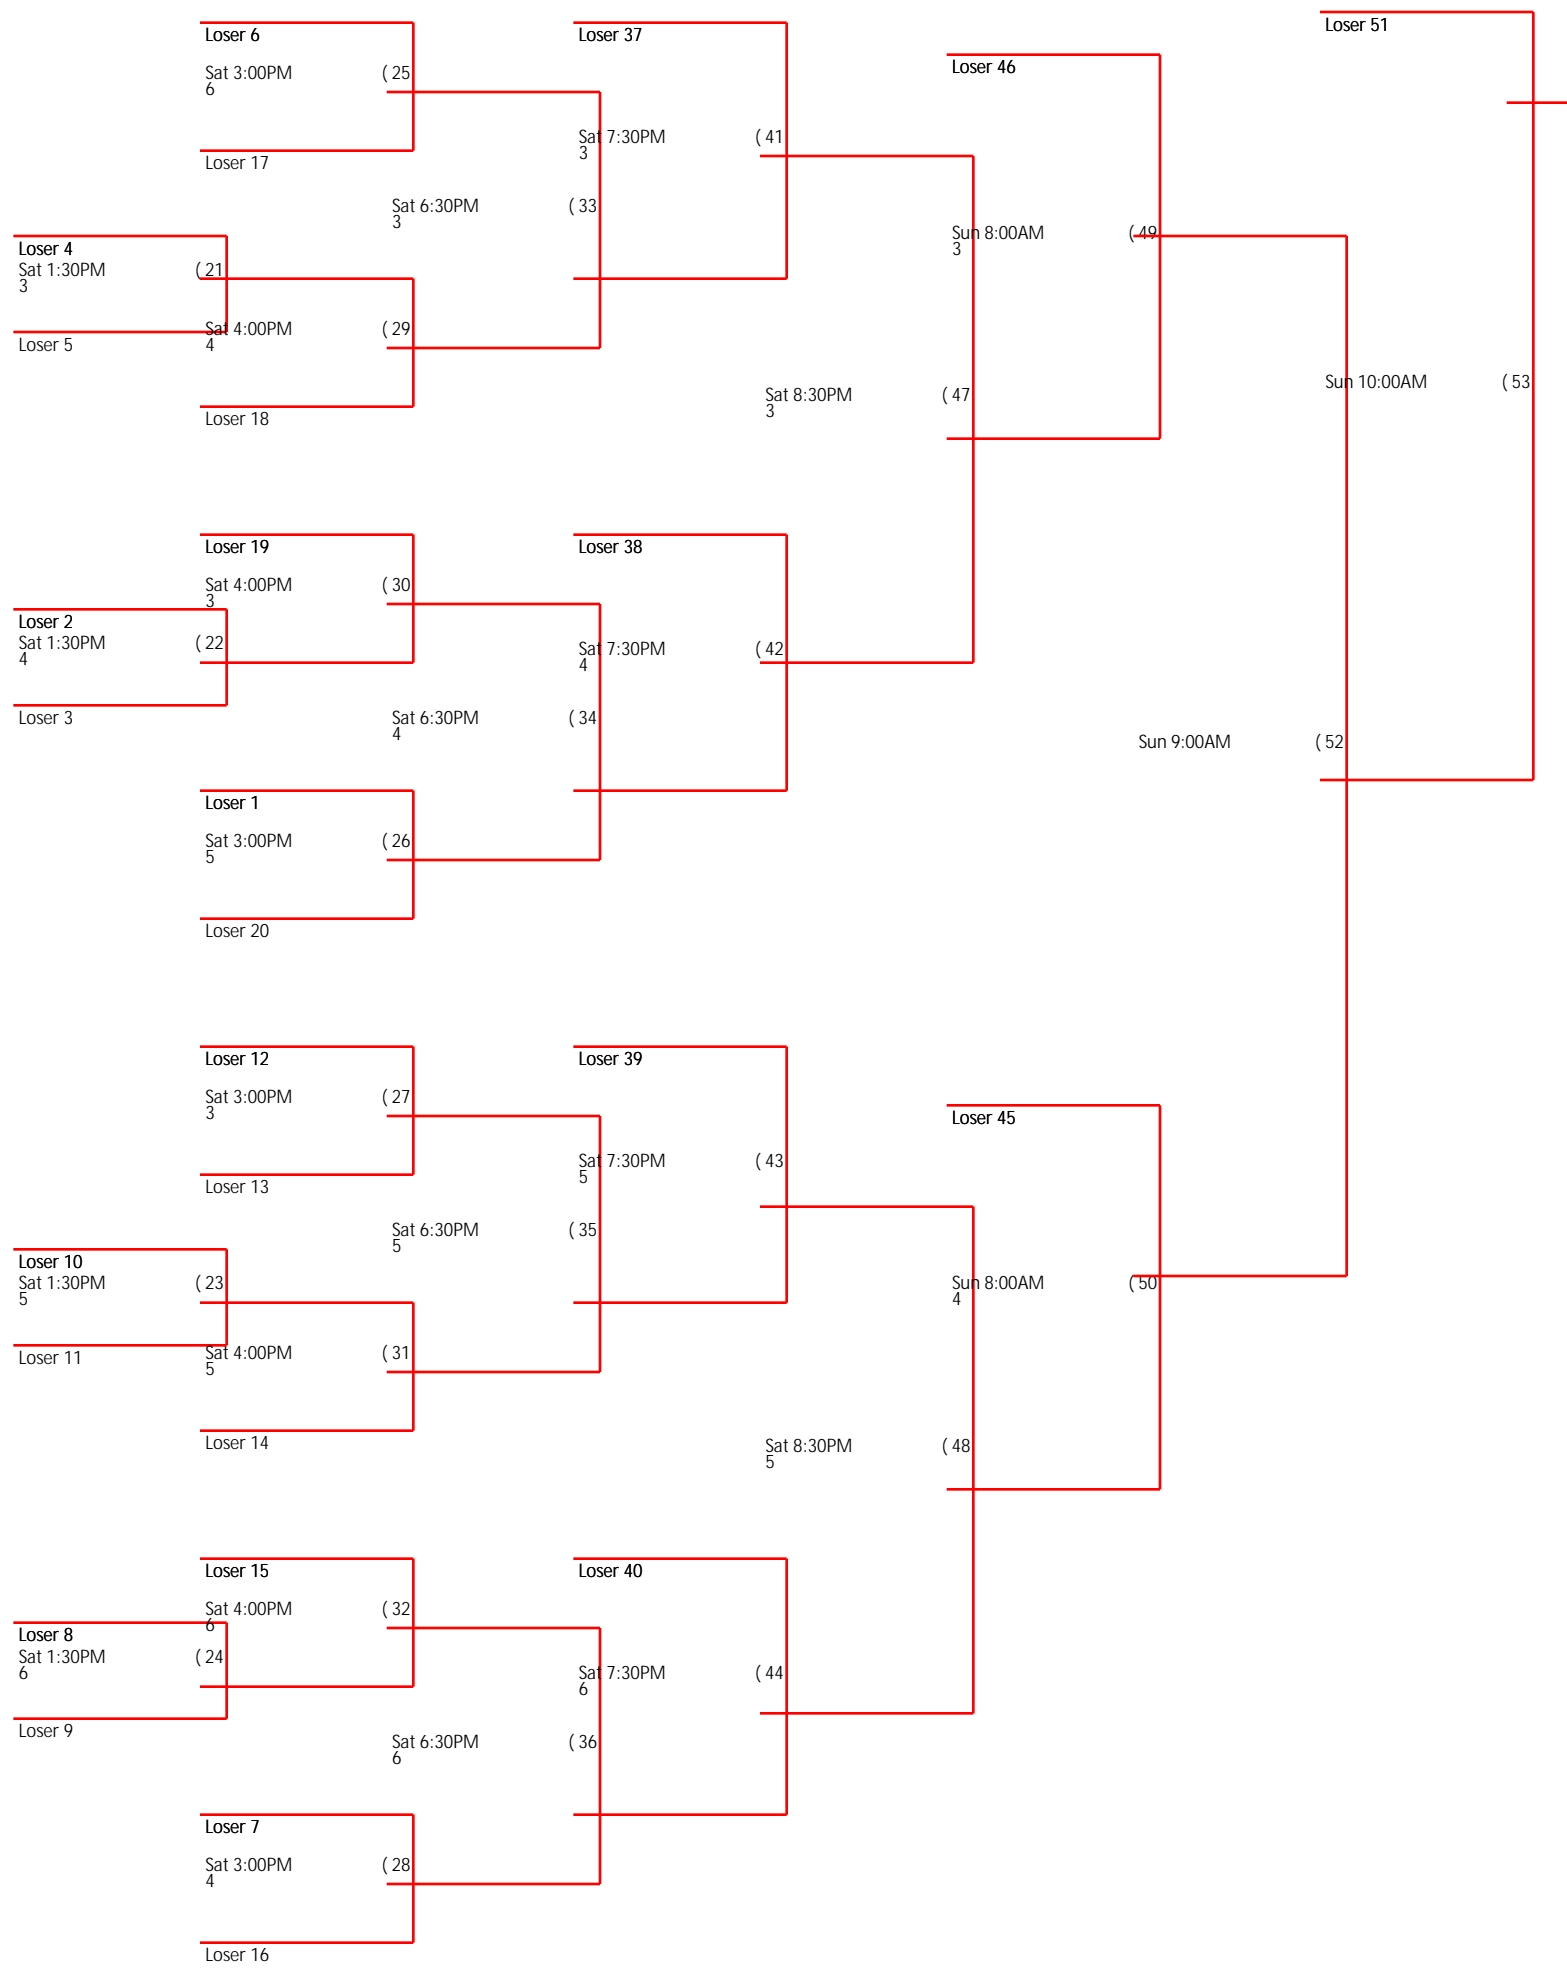 Loser 6
Sat 3:00PM ( 25
6
Loser 17
Loser 4
Sat 1:30PM ( 21
3
Loser 5
Sat 4:00PM ( 29
4
Loser 18
Sat 6:30PM ( 33
3
Loser 37
Sat 7:30PM ( 41
3
Loser 19
Sat 4:00PM ( 30
3
Loser 2
Sat 1:30PM ( 22
4
Loser 3
Sat 6:30PM ( 34
4
Loser 1
Sat 3:00PM ( 26
5
Loser 20
Loser 38
Sat 7:30PM ( 42
4
Sat 8:30PM ( 47
3
Loser 46
Sun 8:00AM ( 49
3
Loser 12
Sat 3:00PM ( 27
3
Loser 13
Loser 10
Sat 1:30PM ( 23
5
Loser 11
Sat 4:00PM ( 31
5
Loser 14
Sat 6:30PM ( 35
5
Loser 39
Sat 7:30PM ( 43
5
Loser 15
Sat 4:00PM ( 32
6
Loser 8
Sat 1:30PM ( 24
6
Loser 9
Sat 6:30PM ( 36
6
Loser 7
Sat 3:00PM ( 28
4
Loser 16
Loser 40
Sat 7:30PM ( 44
6
Sat 8:30PM ( 48
5
Loser 45
Sun 8:00AM ( 50
4
Sun 9:00AM ( 52
Loser 51
Sun 10:00AM ( 53